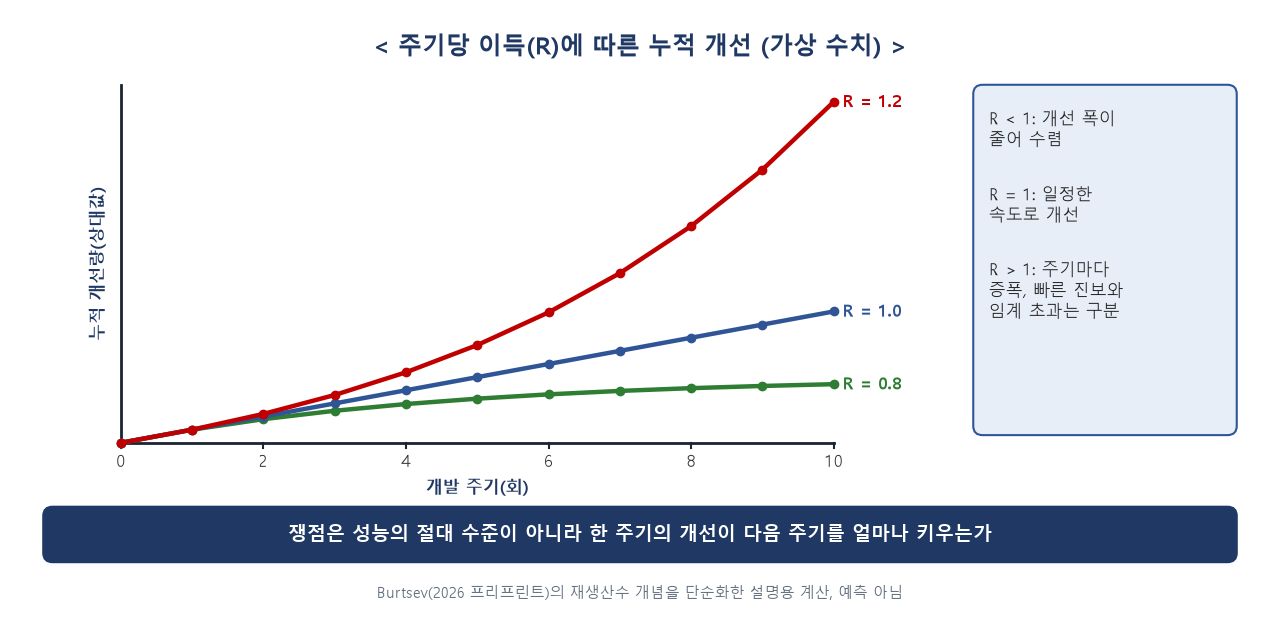 < 주기당 이득(R)에 따른 누적 개선 (가상 수치) >
누적 개선량(상대값)
R = 1.2
R = 1.0
R = 0.8
0 2 4 6 8 10
개발 주기(회)
R < 1: 개선 폭이
줄어 수렴
R = 1: 일정한
속도로 개선
R > 1: 주기마다
증폭, 빠른 진보와
임계 초과는 구분
쟁점은 성능의 절대 수준이 아니라 한 주기의 개선이 다음 주기를 얼마나 키우는가
Burtsev(2026 프리프린트)의 재생산수 개념을 단순화한 설명용 계산, 예측 아님